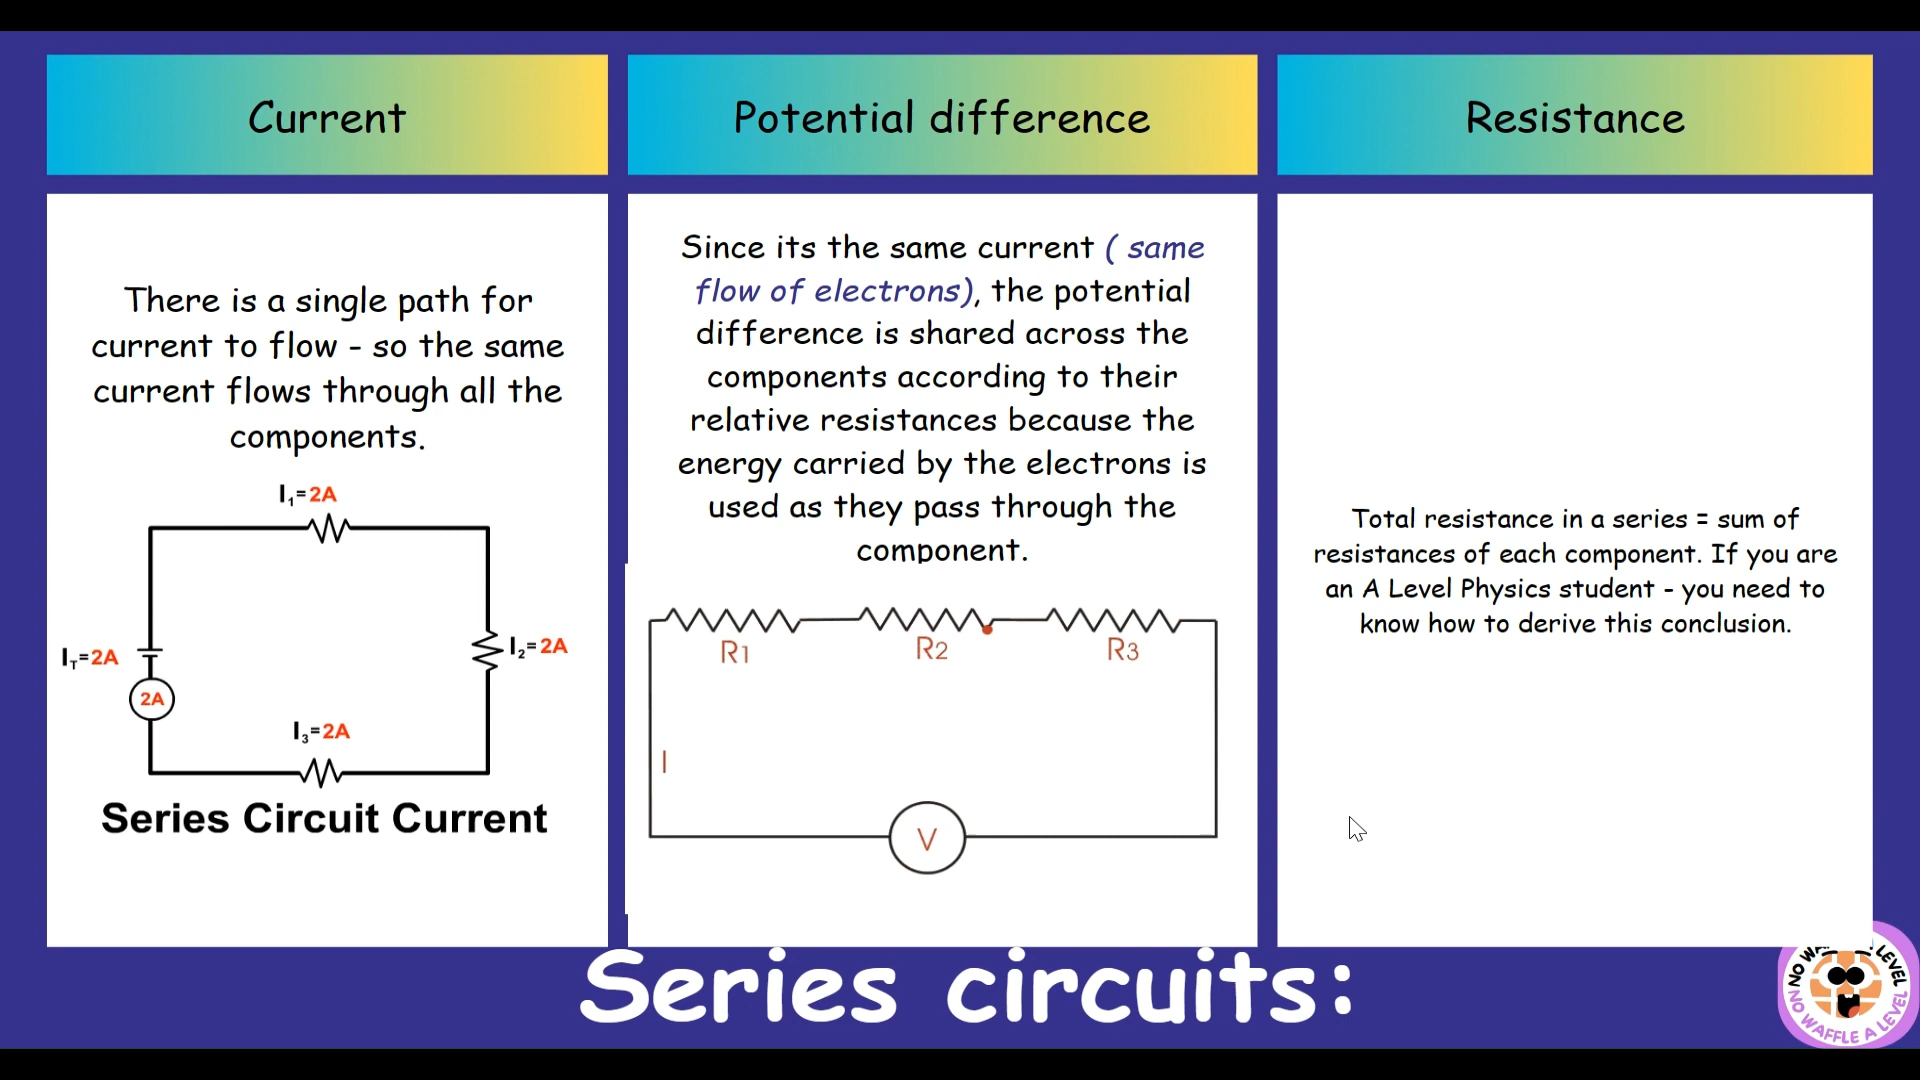 Current
There is a single path for
current to flow - so the same
current flows through all the
components.
I1=2A
IT=2A
2A
I2=2A
I3=2A
Series Circuit Current
Potential difference
Since its the same current ( same
flow of electrons), the potential
difference is shared across the
components according to their
relative resistances because the
energy carried by the electrons is
used as they pass through the
component.
R1 R2 R3
I
V
Resistance
Total resistance in a series = sum of
resistances of each component. If you are
an A Level Physics student - you need to
know how to derive this conclusion.
Series circuits:
NO WAFFLE A LEVEL